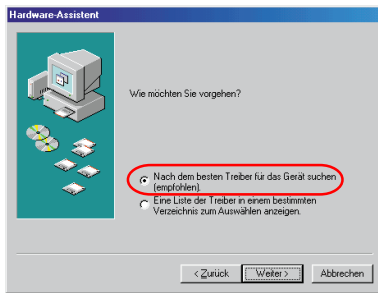 Hardware-Assistent
Wie möchten Sie vorgehen?
Nach dem besten Treiber für das Gerät suchen
(empfohlen).
Eine Liste der Treiber in einem bestimmten
Verzeichnis zum Auswählen anzeigen.
< Zurück
Weiter >
Abbrechen